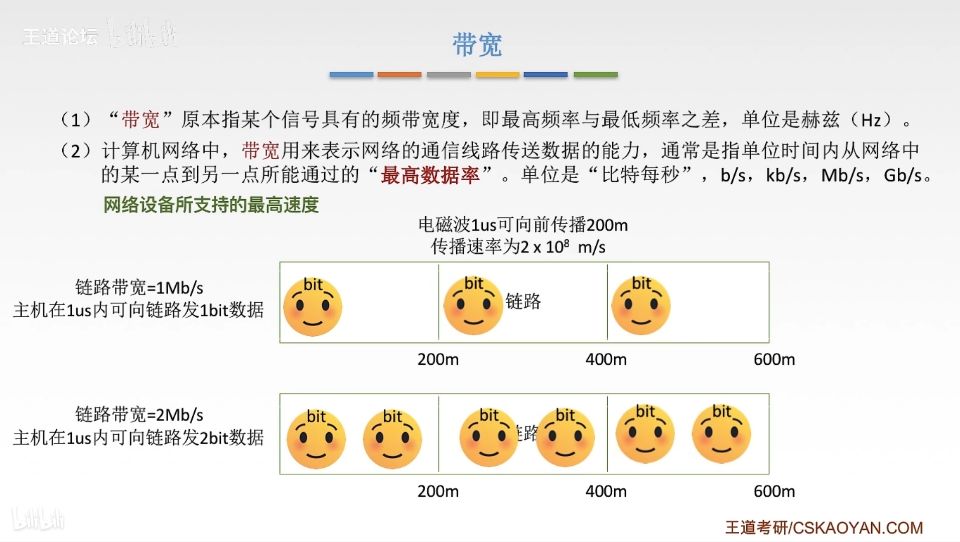 王道论坛 bilibili
带宽
（1）“带宽”原本指某个信号具有的频带宽度，即最高频率与最低频率之差，单位是赫兹（Hz）。
（2）计算机网络中，带宽用来表示网络的通信线路传送数据的能力，通常是指单位时间内从网络中
的某一点到另一点所能通过的“最高数据率”。单位是“比特每秒”，b/s，kb/s，Mb/s，Gb/s。
网络设备所支持的最高速度
电磁波1us可向前传播200m
传播速率为2 x 10⁸ m/s
链路带宽=1Mb/s
主机在1us内可向链路发1bit数据
bit bit bit
链路
200m 400m 600m
链路带宽=2Mb/s
主机在1us内可向链路发2bit数据
bit bit bit bit bit bit
链路
200m 400m 600m
bilibili
王道考研/CSKAOYAN.COM